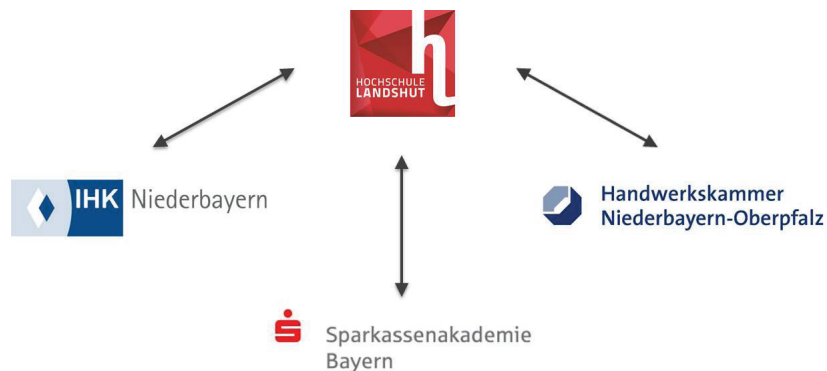 HOCHSCHULE
LANDSHUT
IHK Niederbayern
Handwerkskammer
Niederbayern-Oberpfalz
Sparkassenakademie
Bayern